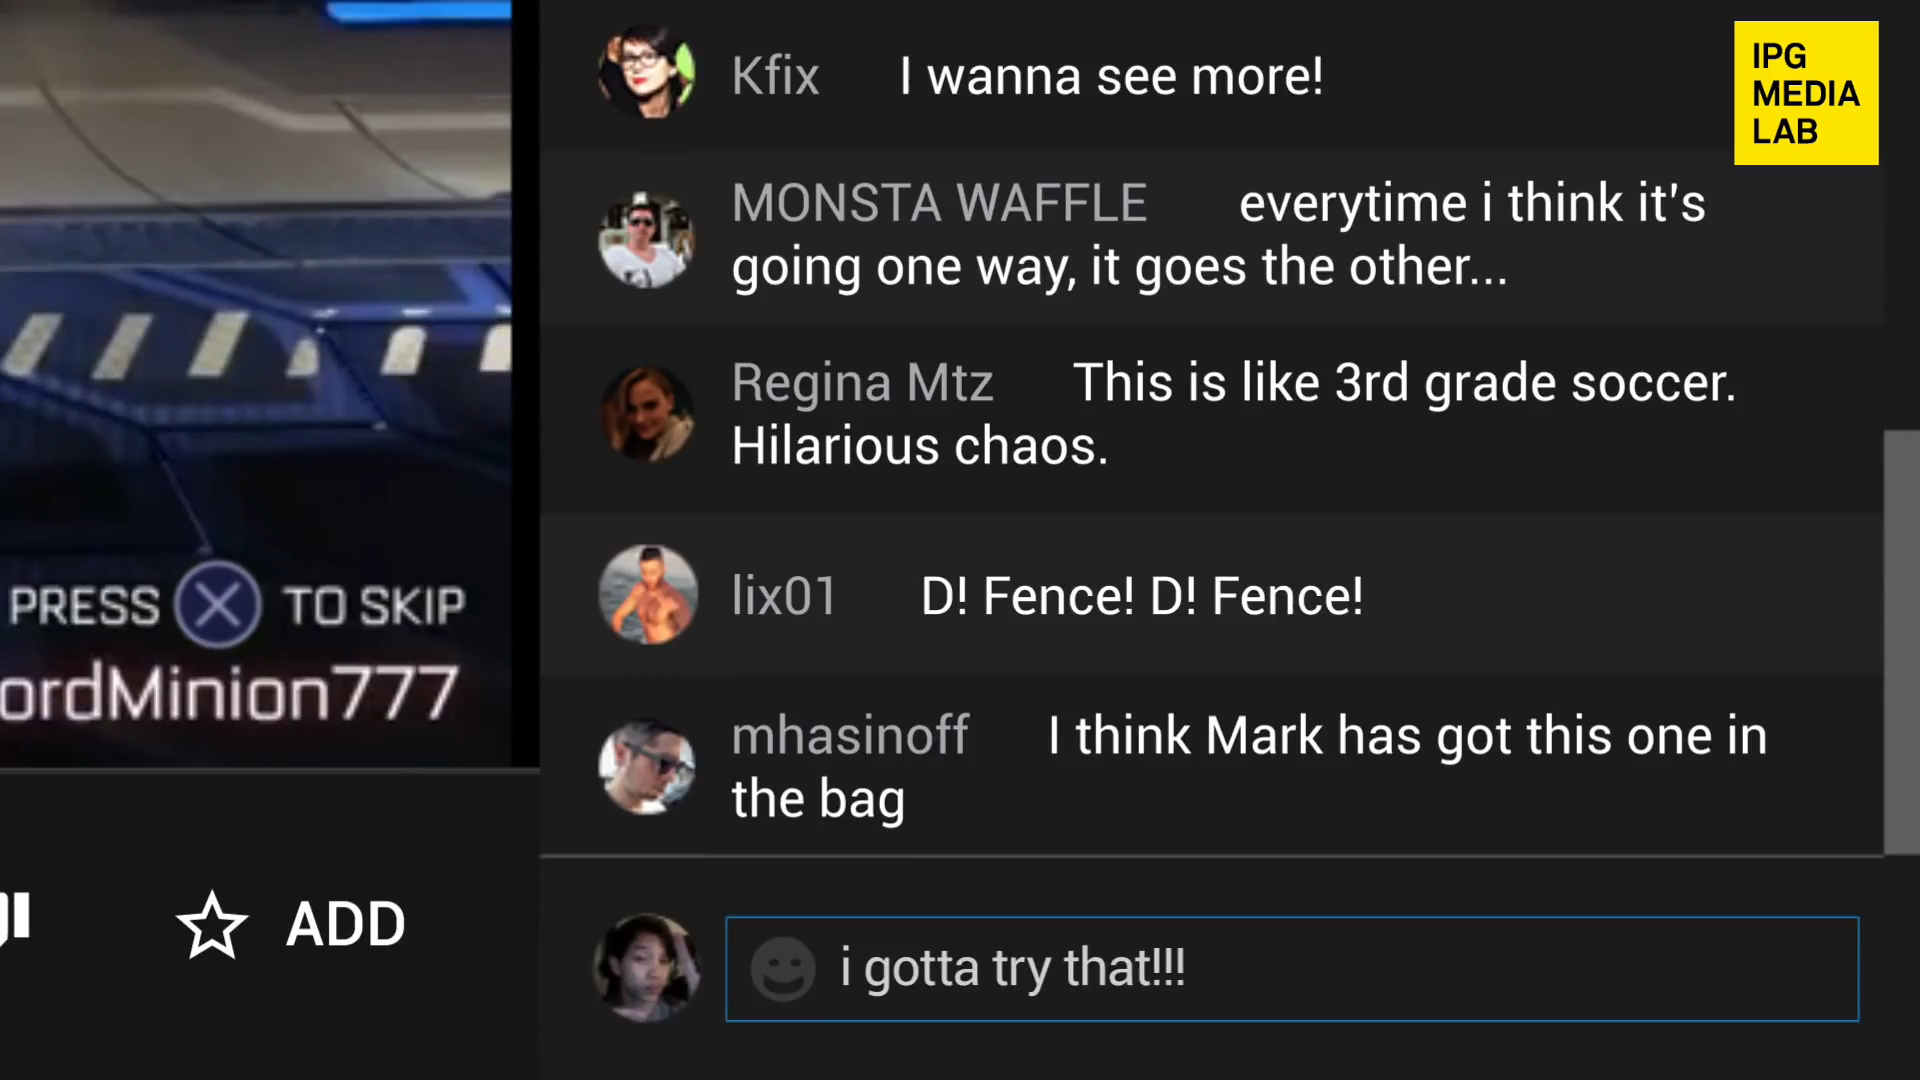 Kfix I wanna see more!
IPG
MEDIA
LAB
MONSTA WAFFLE everytime i think it's
going one way, it goes the other...
Regina Mtz This is like 3rd grade soccer.
Hilarious chaos.
lix01 D! Fence! D! Fence!
PRESS TO SKIP
ordMinion777
mhasinoff I think Mark has got this one in
the bag
ADD
i gotta try that!!!